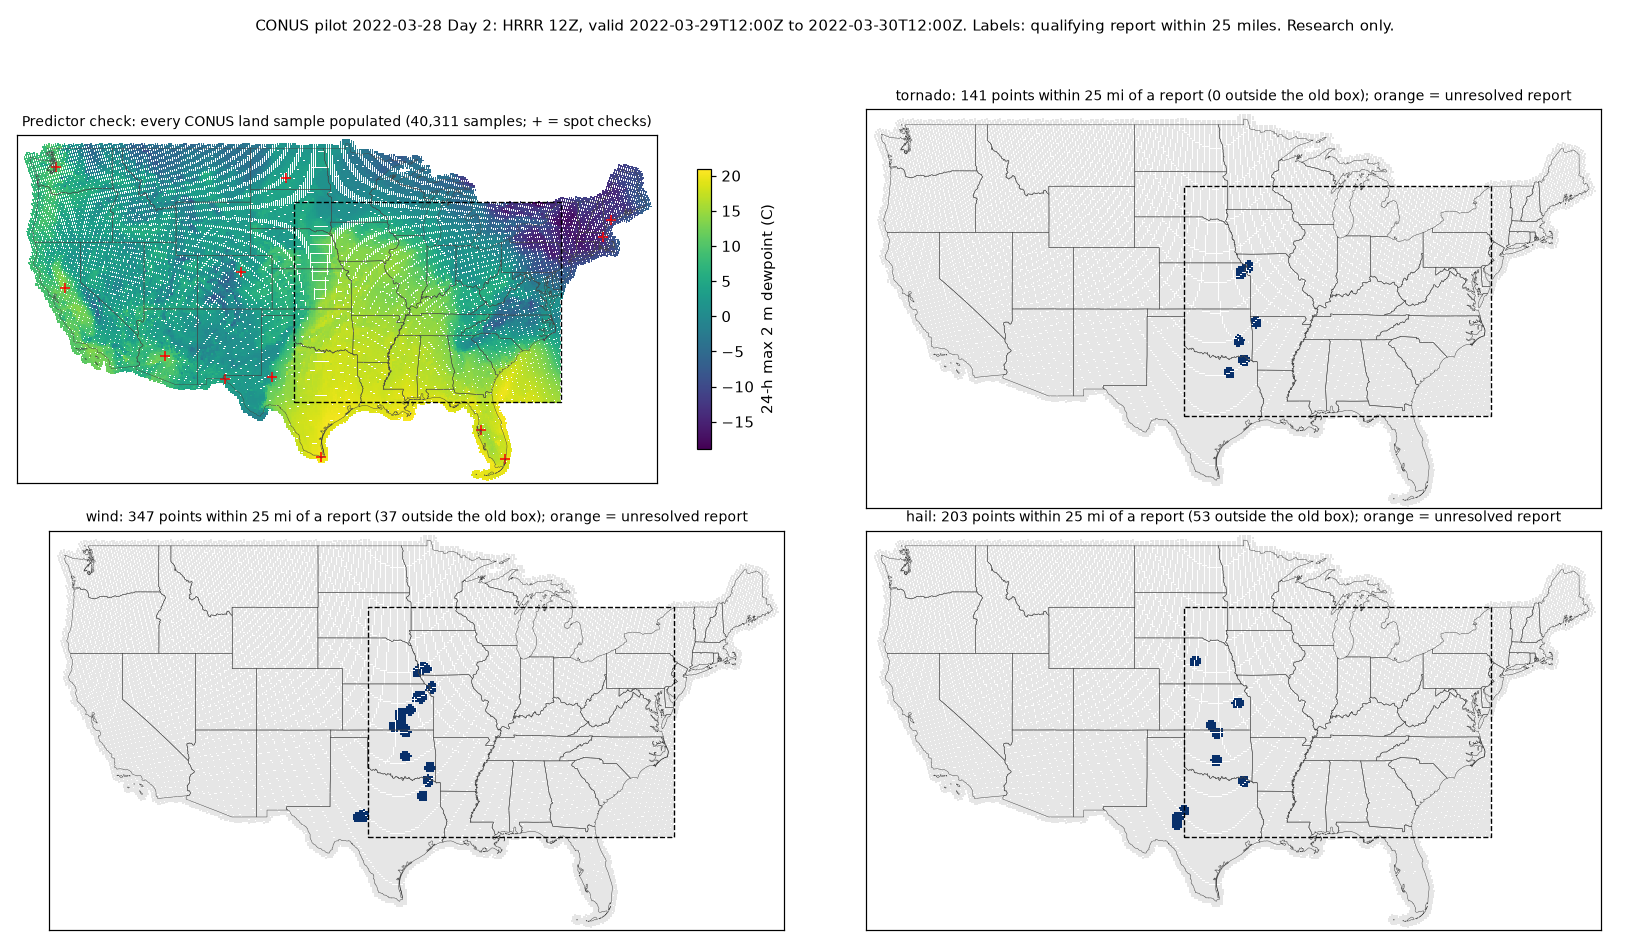 CONUS pilot 2022-03-28 Day 2: HRRR 12Z, valid 2022-03-29T12:00Z to 2022-03-30T12:00Z. Labels: qualifying report within 25 miles. Research only.
Predictor check: every CONUS land sample populated (40,311 samples; + = spot checks)
20
15
10
5
0
−5
−10
−15
24-h max 2 m dewpoint (C)
tornado: 141 points within 25 mi of a report (0 outside the old box); orange = unresolved report
wind: 347 points within 25 mi of a report (37 outside the old box); orange = unresolved report
hail: 203 points within 25 mi of a report (53 outside the old box); orange = unresolved report